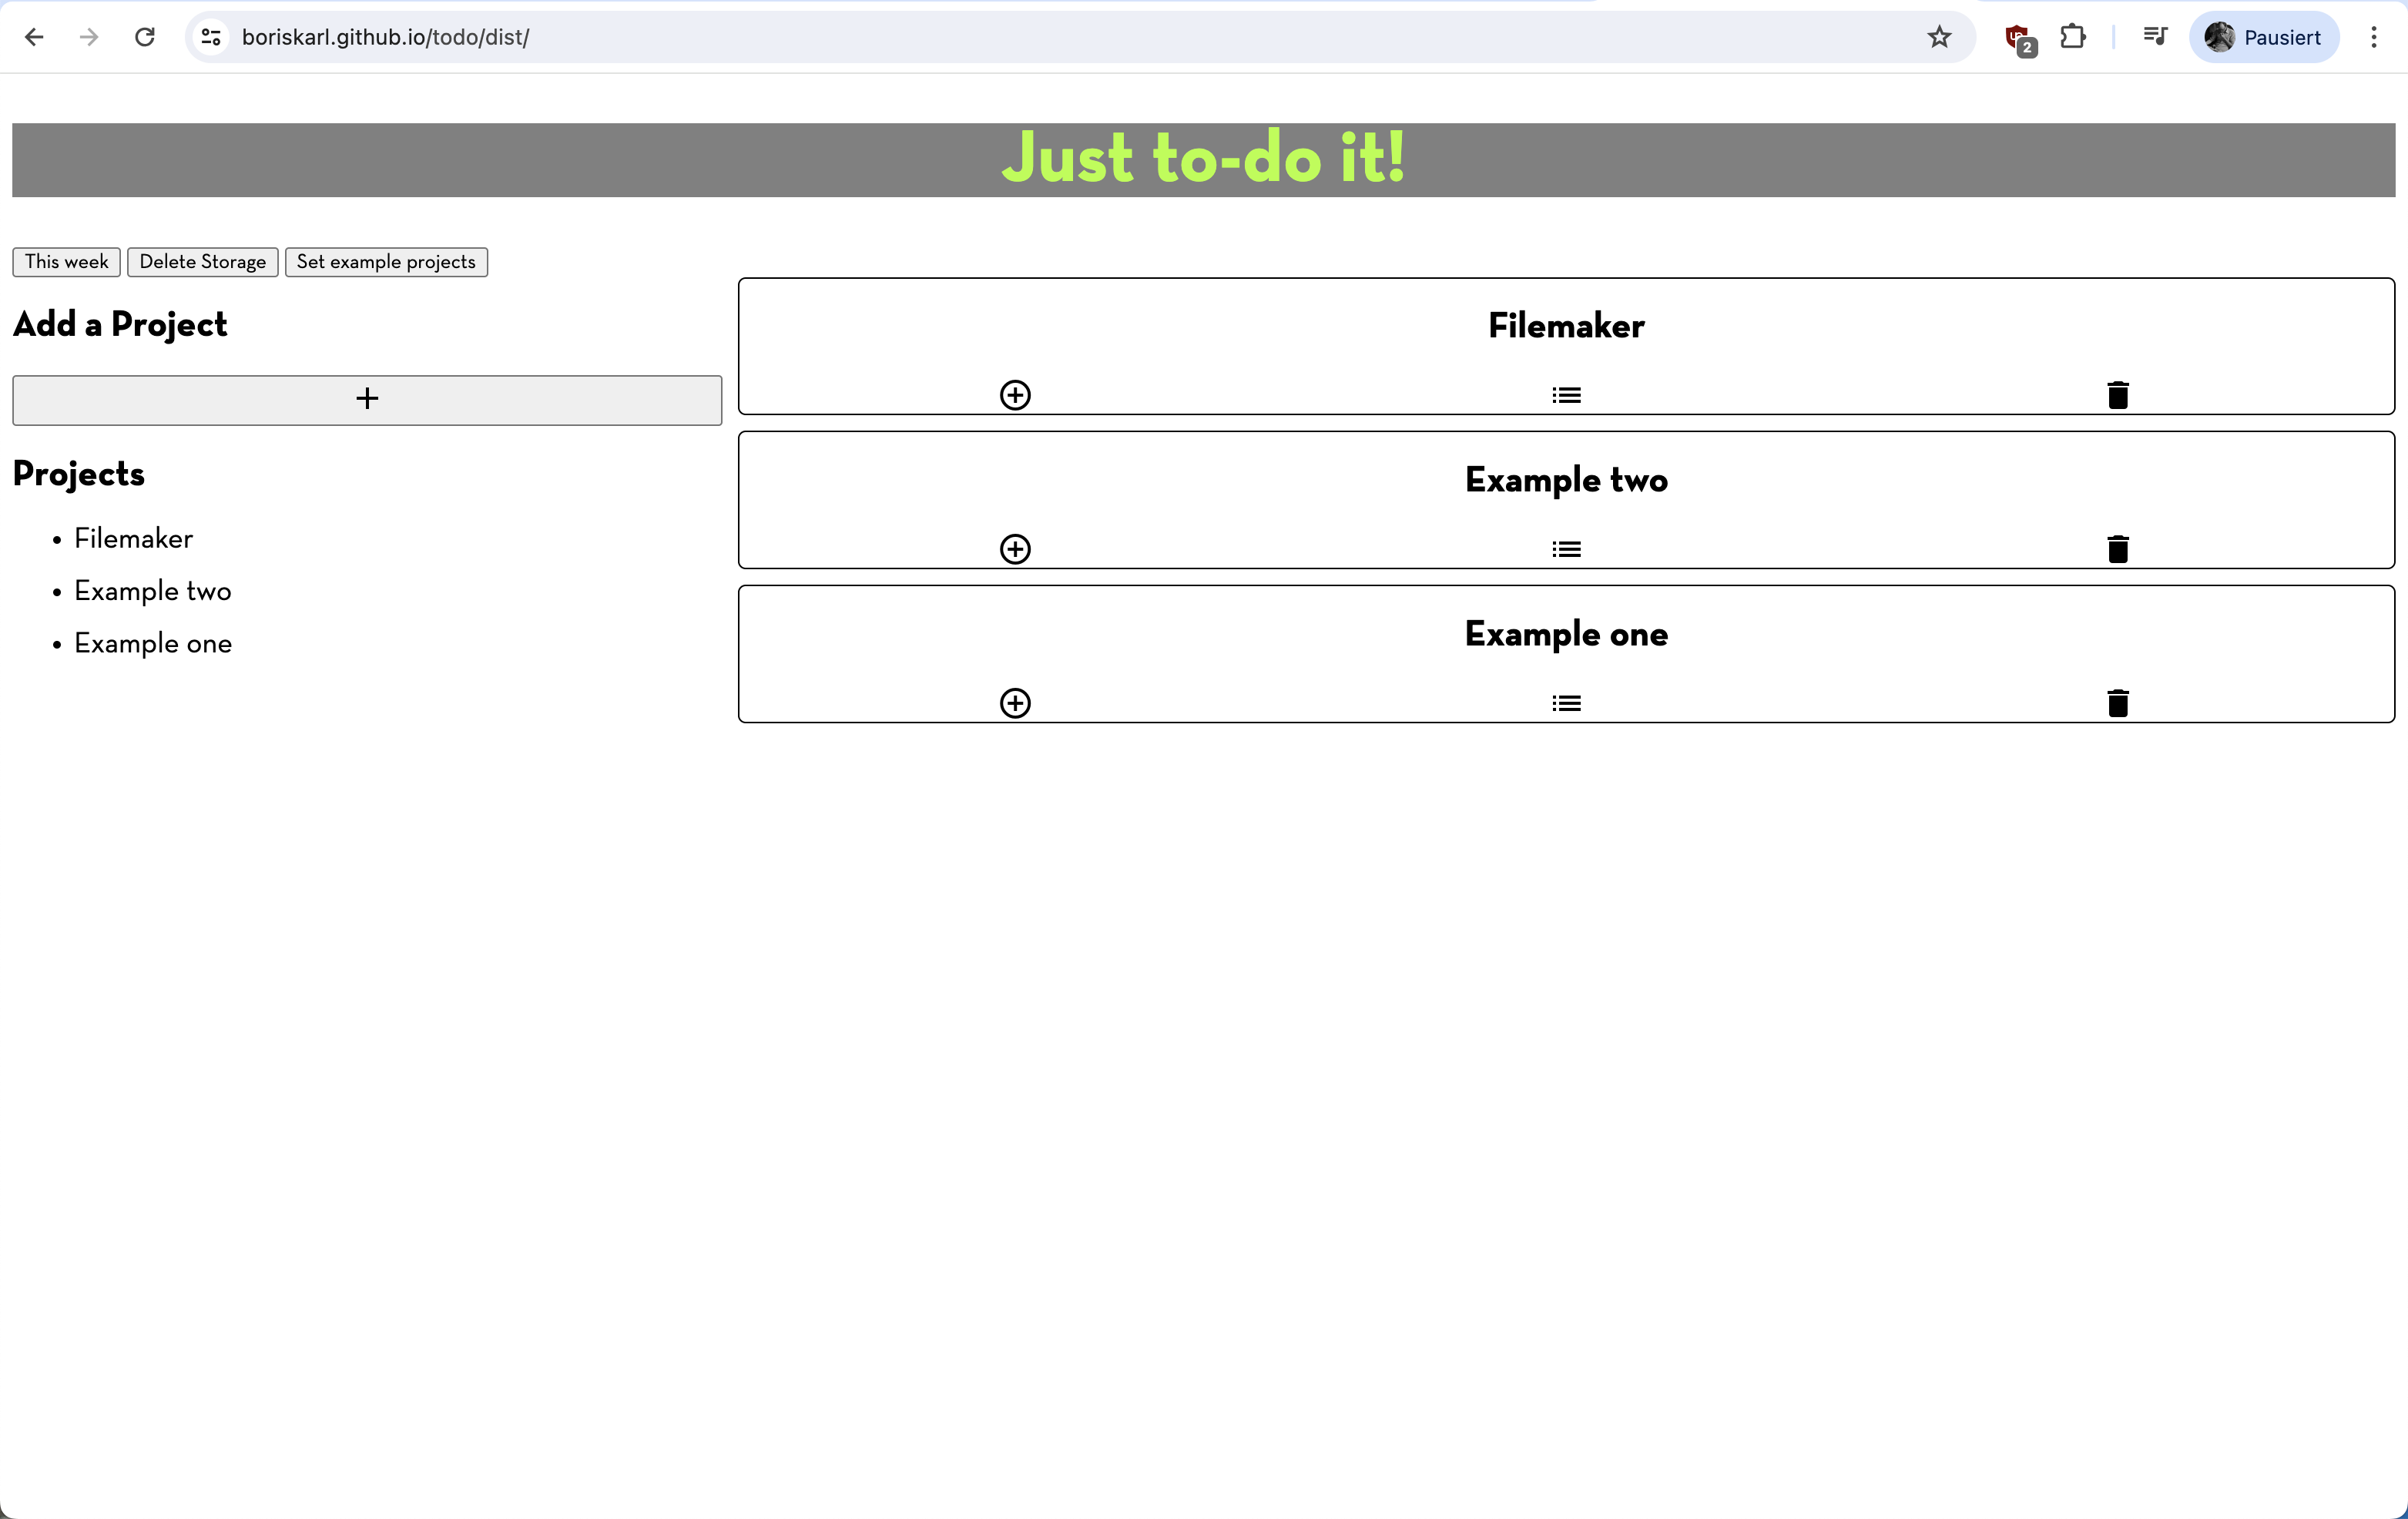 boriskarl.github.io/todo/dist/
2
Pausiert
Just to-do it!
This week
Delete Storage
Set example projects
Add a Project
+
Projects
• Filemaker
• Example two
• Example one
Filemaker
Example two
Example one